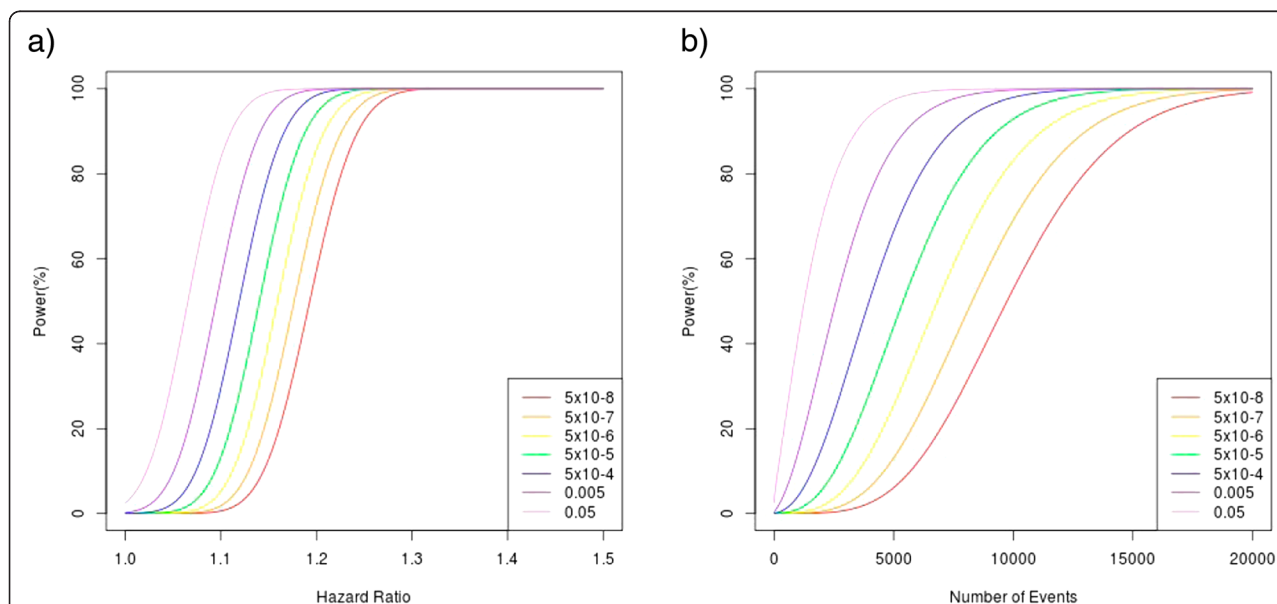 a)
Power(%)
100
80
60
40
20
0
1.0 1.1 1.2 1.3 1.4 1.5
Hazard Ratio
5x10-8
5x10-7
5x10-6
5x10-5
5x10-4
0.005
0.05
b)
Power(%)
100
80
60
40
20
0
0 5000 10000 15000 20000
Number of Events
5x10-8
5x10-7
5x10-6
5x10-5
5x10-4
0.005
0.05